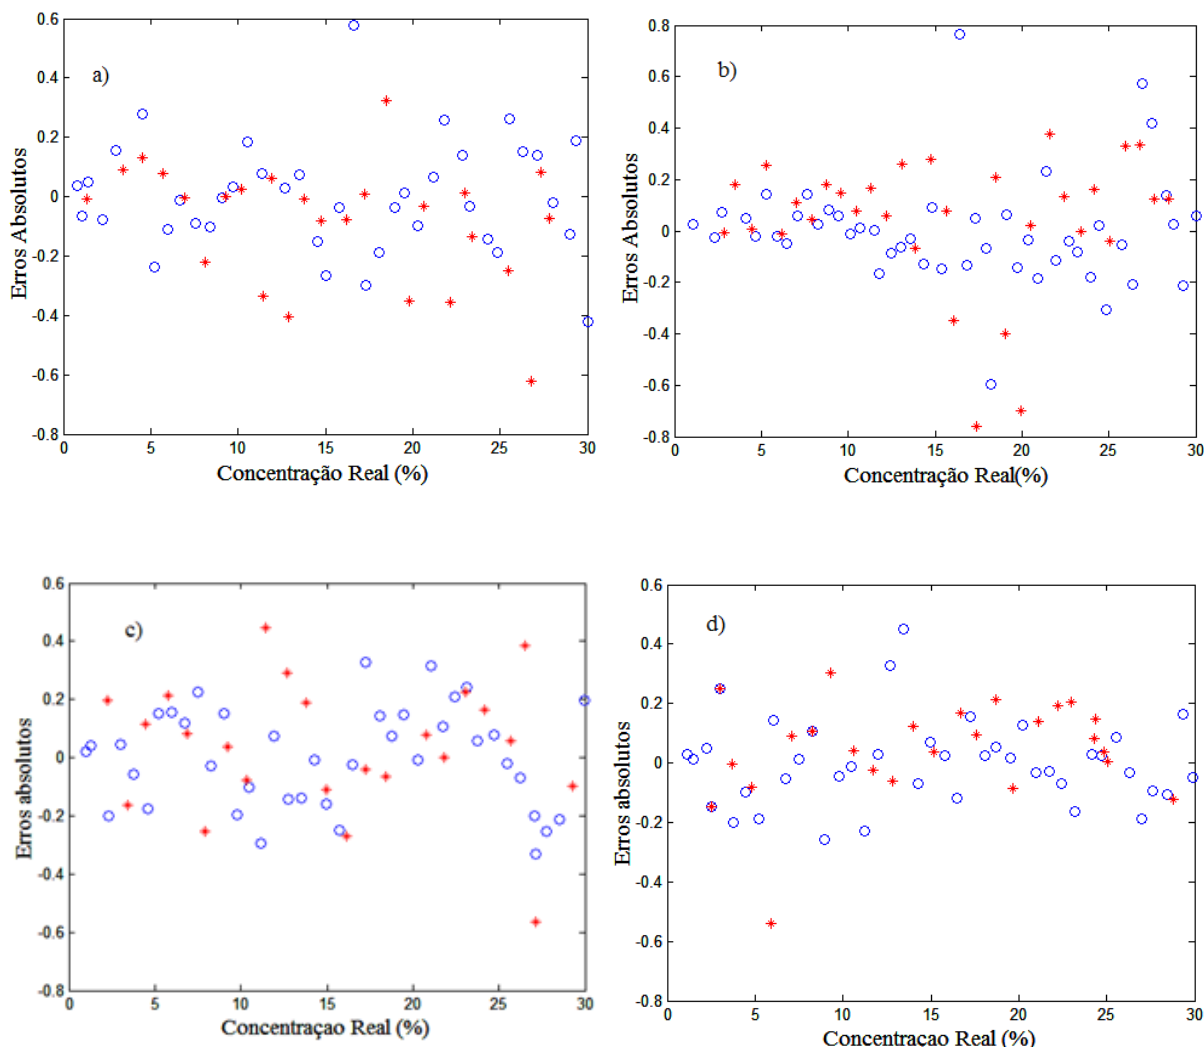 0.6
0.4
0.2
0
-0.2
-0.4
-0.6
-0.8
Erros Absolutos
a)
0 5 10 15 20 25 30
Concentração Real (%)
0.8
0.6
0.4
0.2
0
-0.2
-0.4
-0.6
-0.8
Erros Absolutos
b)
0 5 10 15 20 25 30
Concentração Real(%)
0.6
0.4
0.2
0
-0.2
-0.4
-0.6
-0.8
Erros absolutos
c)
0 5 10 15 20 25 30
Concentraçao Real (%)
0.6
0.4
0.2
0
-0.2
-0.4
-0.6
-0.8
Erros absolutos
d)
0 5 10 15 20 25 30
Concentraçao Real (%)